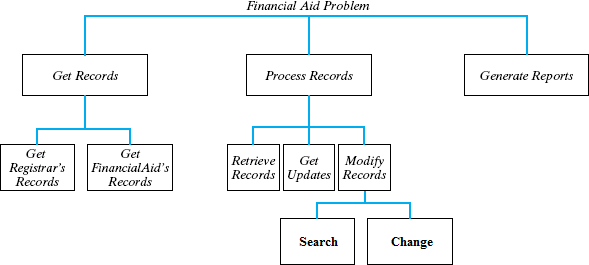 Financial Aid Problem
Get Records
Process Records
Generate Reports
Get
Registrar's
Records
Get
FinancialAid's
Records
Retrieve
Records
Get
Updates
Modify
Records
Search
Change